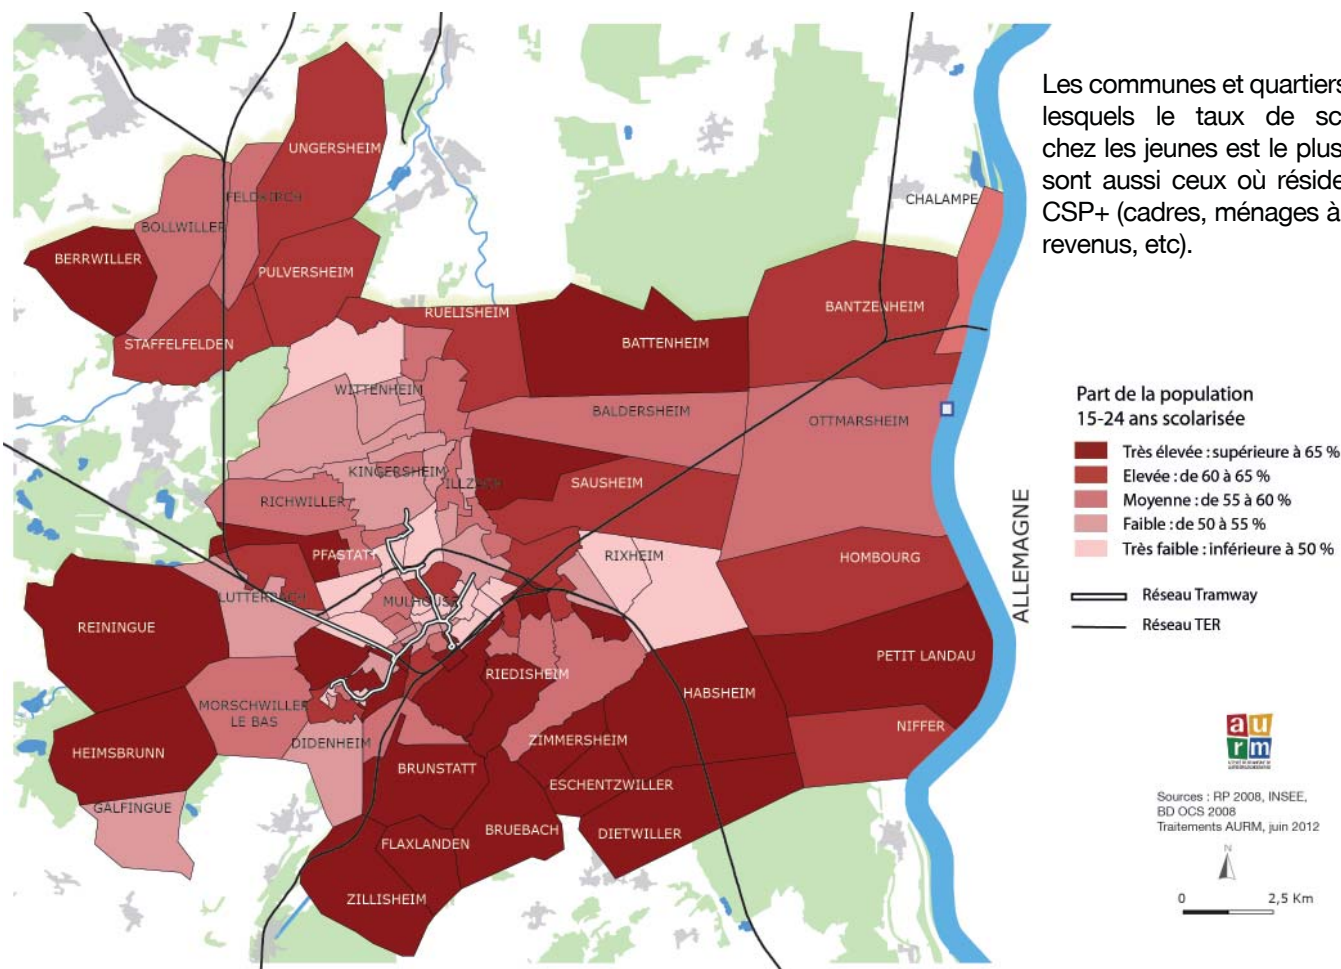 Les communes et quartiers
lesquels le taux de sc
chez les jeunes est le plus
sont aussi ceux où réside
CSP+ (cadres, ménages à
revenus, etc).
UNGERSHEIM
FELDKIRCH
BOLLWILLER
BERRWILLER
PULVERSHEIM
STAFFELFELDEN
RUELISHEIM
CHALAMPE
BANTZENHEIM
BATTENHEIM
WITTENHEIM
BALDERSHEIM
OTTMARSHEIM
KINGERSHEIM
ILLZACH
SAUSHEIM
RICHWILLER
PFASTATT
RIXHEIM
HOMBOURG
LUTTERBACH
MULHOUSE
REININGUE
PETIT LANDAU
RIEDISHEIM
HABSHEIM
MORSCHWILLER
LE BAS
NIFFER
DIDENHEIM
ZIMMERSHEIM
HEIMSBRUNN
BRUNSTATT
ESCHENTZWILLER
GALFINGUE
BRUEBACH
DIETWILLER
FLAXLANDEN
ZILLISHEIM
ALLEMAGNE
Part de la population
15-24 ans scolarisée
Très élevée : supérieure à 65 %
Elevée : de 60 à 65 %
Moyenne : de 55 à 60 %
Faible : de 50 à 55 %
Très faible : inférieure à 50 %
Réseau Tramway
Réseau TER
au
rm
Sources : RP 2008, INSEE,
BD OCS 2008
Traitements AURM, juin 2012
N
0 2,5 Km